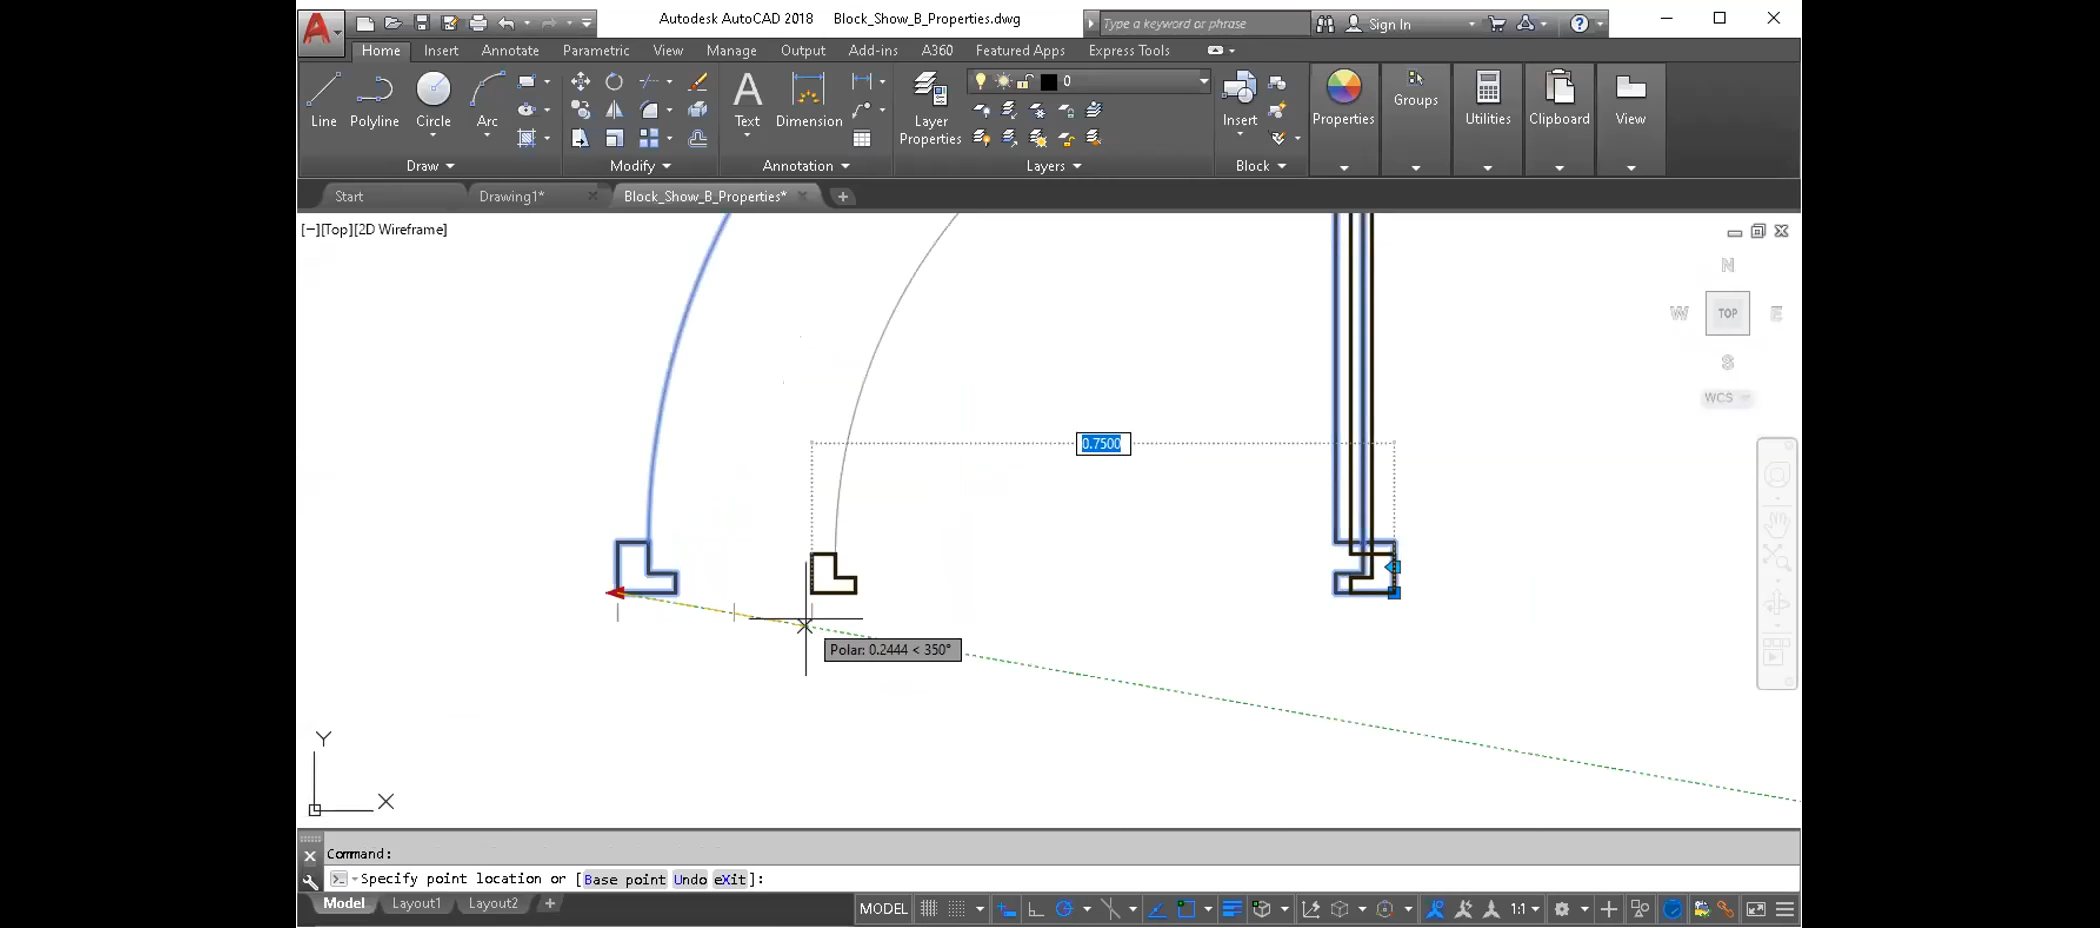 Autodesk AutoCAD 2018 Block_Show_B_Properties.dwg
Type a keyword or phrase
Sign In
Home Insert Annotate Parametric View Manage Output Add-ins A360 Featured Apps Express Tools
0
Line Polyline Circle Arc
Text Dimension
Layer Properties
Insert
Properties Groups Utilities Clipboard View
Draw Modify Annotation Layers Block
Start Drawing1* Block_Show_B_Properties*
[−][Top][2D Wireframe]
N
W TOP E
S
WCS
0.7500
Polar: 0.2444 < 350°
Y
X
Command:
Specify point location or [Base point Undo eXit]:
Model Layout1 Layout2
MODEL 1:1